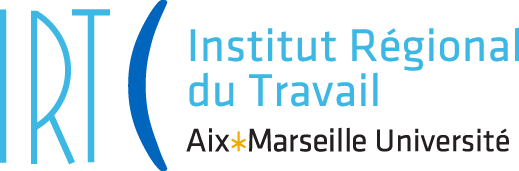 IRT
Institut Régional
du Travail
Aix*Marseille Université